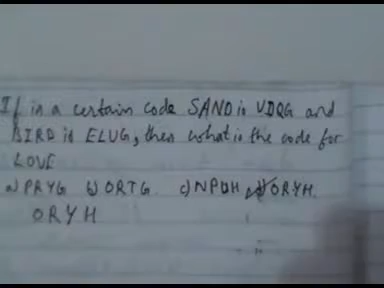 If in a certain code SAND is VDQG and
BIRD is ELUG, then what is the code for
LOVE
a) PRYG b) ORTG c) NPUH d) ORYH
ORYH